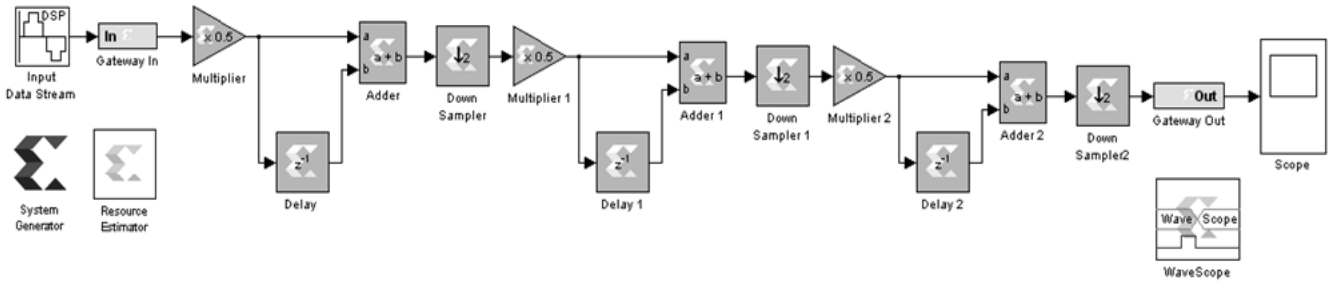 DSP
Input
Data Stream
In
Gateway In
x 0.5
Multiplier
a
b
a + b
Adder
↓2
Down
Sampler
x 0.5
Multiplier 1
a
b
a + b
Adder 1
↓2
Down
Sampler 1
x 0.5
Multiplier 2
a
b
a + b
Adder 2
↓2
Down
Sampler2
Out
Gateway Out
Scope
z-1
Delay
z-1
Delay 1
z-1
Delay 2
System
Generator
Resource
Estimator
Wave Scope
WaveScope